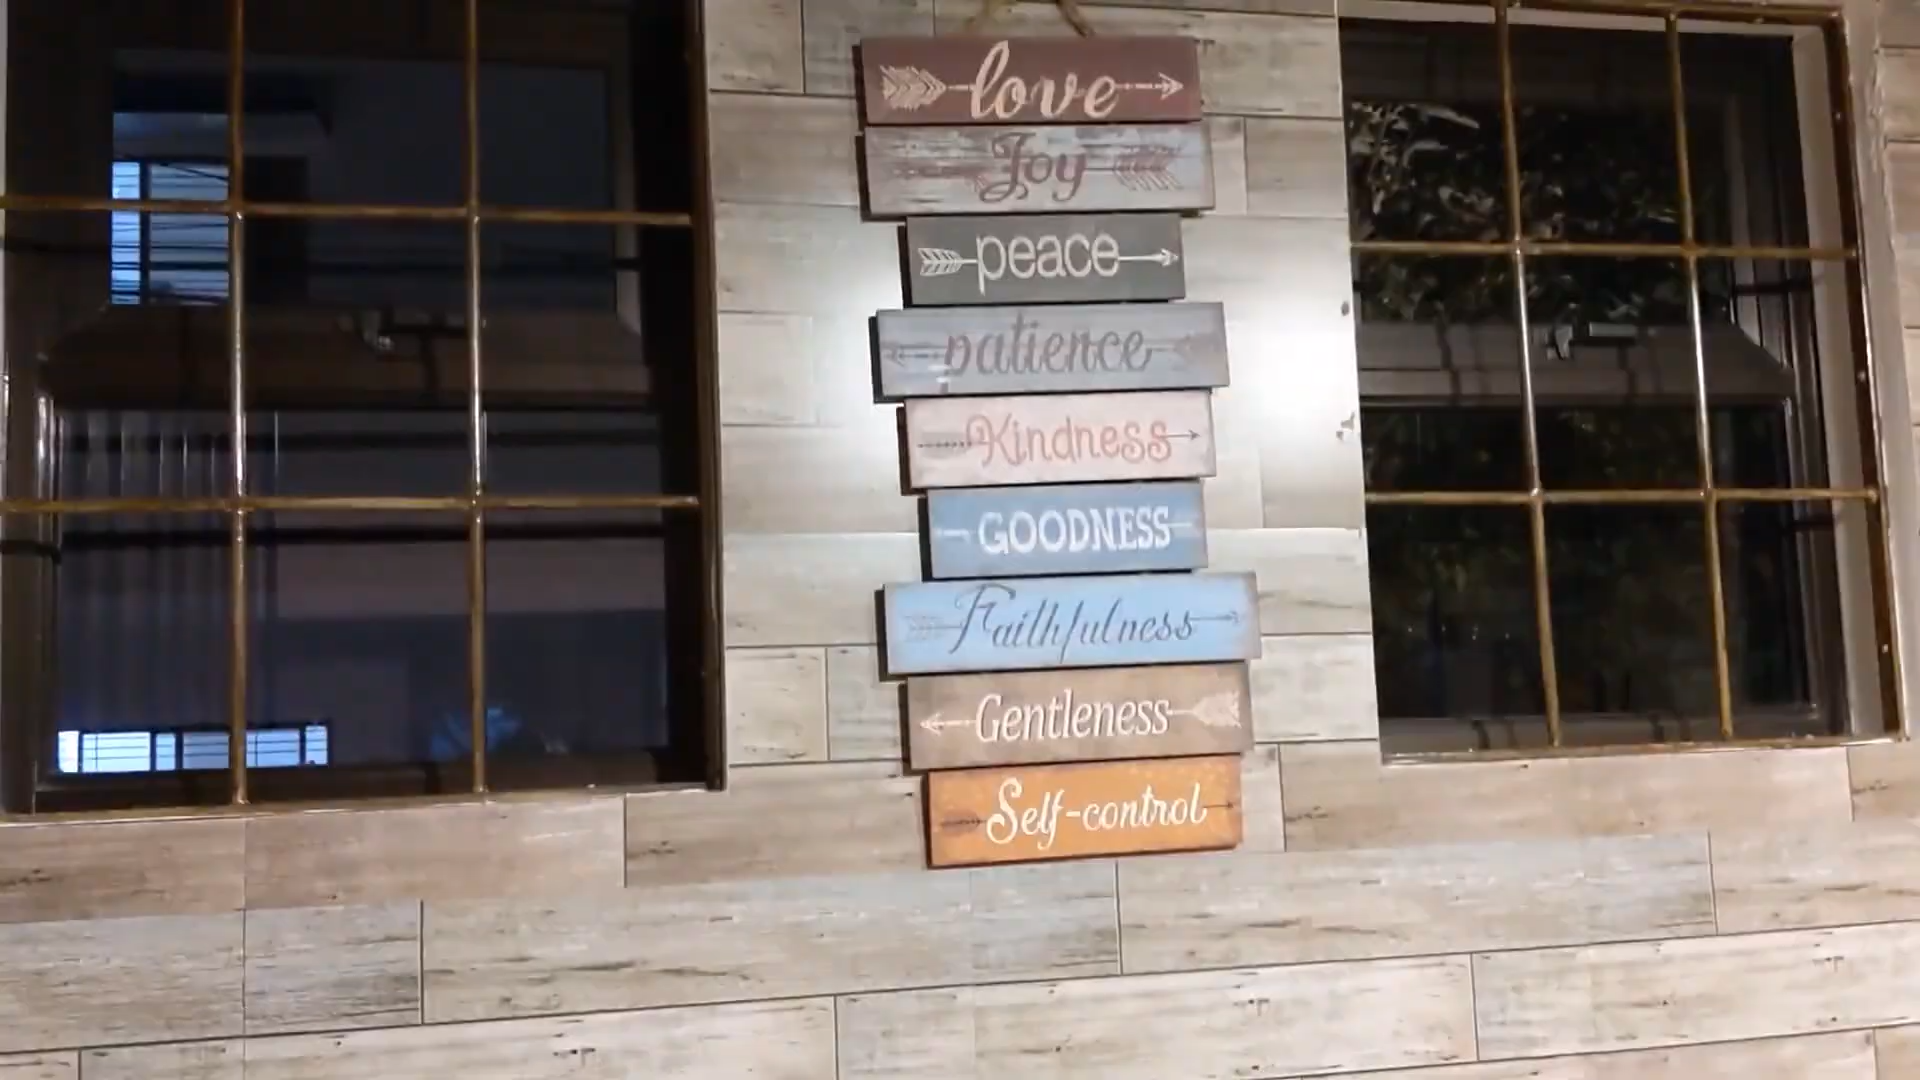 love
Joy
peace
patience
Kindness
GOODNESS
Faithfulness
Gentleness
Self-control